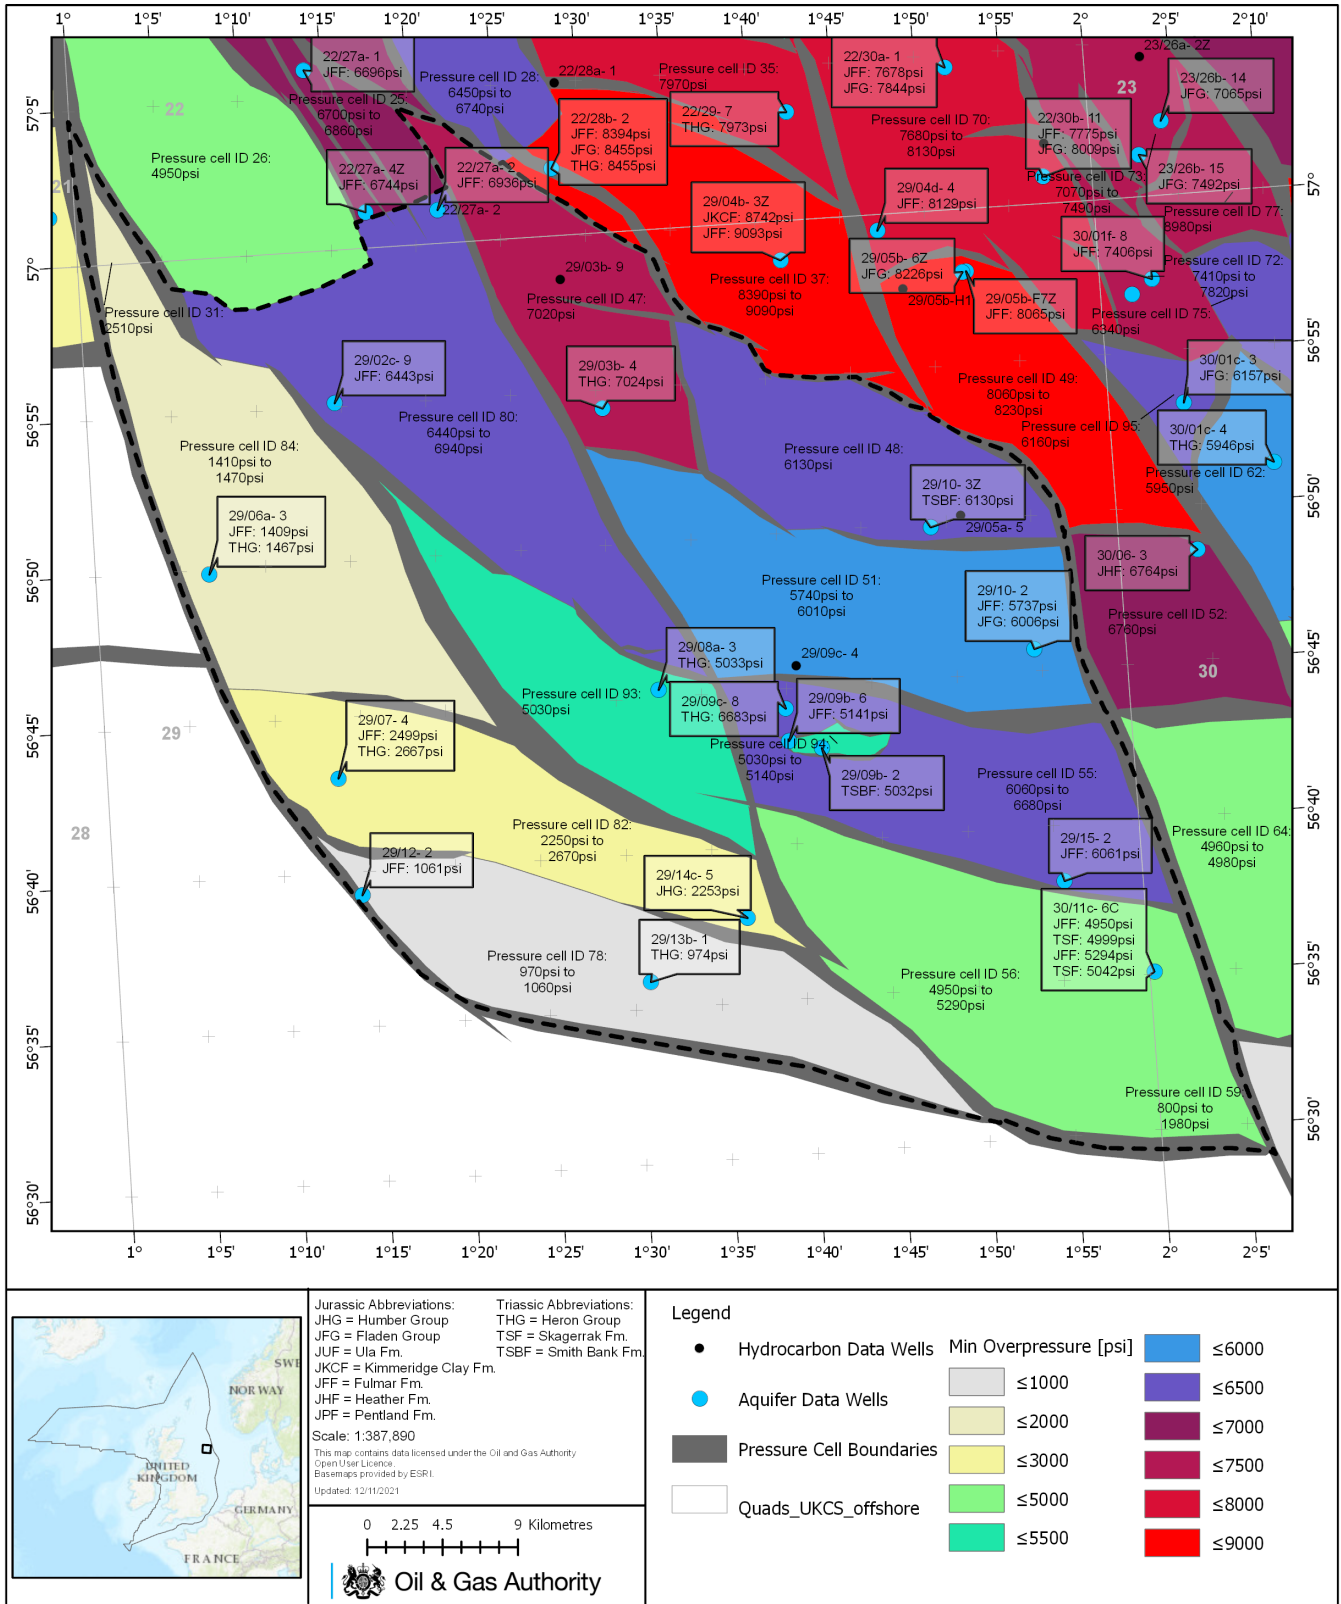 1° 1°5' 1°10' 1°15' 1°20' 1°25' 1°30' 1°35' 1°40' 1°45' 1°50' 1°55' 2° 2°5' 2°10'
57°5'
57°
56°55'
56°50'
56°45'
56°40'
56°35'
56°30'
57°
56°55'
56°50'
56°45'
56°40'
56°35'
56°30'
22
23
21
29
28
30
22/27a- 1
JFF: 6696psi
Pressure cell ID 25:
6700psi to
6860psi
Pressure cell ID 28:
6450psi to
6740psi
22/28a- 1
Pressure cell ID 35:
7970psi
22/30a- 1
JFF: 7678psi
JFG: 7844psi
23/26a- 2Z
23/26b- 14
JFG: 7065psi
22/28b- 2
JFF: 8394psi
JFG: 8455psi
THG: 8455psi
22/29- 7
THG: 7973psi
Pressure cell ID 70:
7680psi to
8130psi
22/30b- 11
JFF: 7775psi
JFG: 8009psi
Pressure cell ID 26:
4950psi
22/27a- 4Z
JFF: 6744psi
22/27a- 2
JFF: 6936psi
22/27a- 2
23/26b- 15
JFG: 7492psi
Pressure cell ID 73:
7070psi to
7490psi
29/04b- 3Z
JKCF: 8742psi
JFF: 9093psi
29/04d- 4
JFF: 8129psi
Pressure cell ID 77:
8980psi
30/01f- 8
JFF: 7406psi
29/05b- 6Z
JFG: 8226psi
Pressure cell ID 72:
7410psi to
7820psi
29/03b- 9
Pressure cell ID 37:
8390psi to
9090psi
29/05b-H1
29/05b-F7Z
JFF: 8065psi
Pressure cell ID 47:
7020psi
Pressure cell ID 31:
2510psi
Pressure cell ID 75:
6340psi
29/02c- 9
JFF: 6443psi
29/03b- 4
THG: 7024psi
30/01c- 3
JFG: 6157psi
Pressure cell ID 49:
8060psi to
8230psi
Pressure cell ID 80:
6440psi to
6940psi
Pressure cell ID 95:
6160psi
30/01c- 4
THG: 5946psi
Pressure cell ID 84:
1410psi to
1470psi
Pressure cell ID 48:
6130psi
Pressure cell ID 62:
5950psi
29/10- 3Z
TSBF: 6130psi
29/05a- 5
29/06a- 3
JFF: 1409psi
THG: 1467psi
30/06- 3
JHF: 6764psi
Pressure cell ID 51:
5740psi to
6010psi
29/10- 2
JFF: 5737psi
JFG: 6006psi
Pressure cell ID 52:
6760psi
29/08a- 3
THG: 5033psi
29/09c- 4
Pressure cell ID 93:
5030psi
29/09c- 8
THG: 6683psi
29/09b- 6
JFF: 5141psi
29/07- 4
JFF: 2499psi
THG: 2667psi
Pressure cell ID 94:
5030psi to
5140psi
29/09b- 2
TSBF: 5032psi
Pressure cell ID 55:
6060psi to
6680psi
Pressure cell ID 82:
2250psi to
2670psi
Pressure cell ID 64:
4960psi to
4980psi
29/12- 2
JFF: 1061psi
29/15- 2
JFF: 6061psi
29/14c- 5
JHG: 2253psi
30/11c- 6C
JFF: 4950psi
TSF: 4999psi
JFF: 5294psi
TSF: 5042psi
29/13b- 1
THG: 974psi
Pressure cell ID 78:
970psi to
1060psi
Pressure cell ID 56:
4950psi to
5290psi
Pressure cell ID 59:
800psi to
1980psi
1° 1°5' 1°10' 1°15' 1°20' 1°25' 1°30' 1°35' 1°40' 1°45' 1°50' 1°55' 2° 2°5'
SWE
NORWAY
UNITED
KINGDOM
GERMANY
FRANCE
Jurassic Abbreviations:
JHG = Humber Group
JFG = Fladen Group
JUF = Ula Fm.
JKCF = Kimmeridge Clay Fm.
JFF = Fulmar Fm.
JHF = Heather Fm.
JPF = Pentland Fm.
Triassic Abbreviations:
THG = Heron Group
TSF = Skagerrak Fm.
TSBF = Smith Bank Fm.
Scale: 1:387,890
This map contains data licensed under the Oil and Gas Authority
Open User Licence.
Basemaps provided by ESRI.
Updated: 12/11/2021
0 2.25 4.5 9 Kilometres
Oil & Gas Authority
Legend
Hydrocarbon Data Wells
Aquifer Data Wells
Pressure Cell Boundaries
Quads_UKCS_offshore
Min Overpressure [psi]
≤1000
≤2000
≤3000
≤5000
≤5500
≤6000
≤6500
≤7000
≤7500
≤8000
≤9000